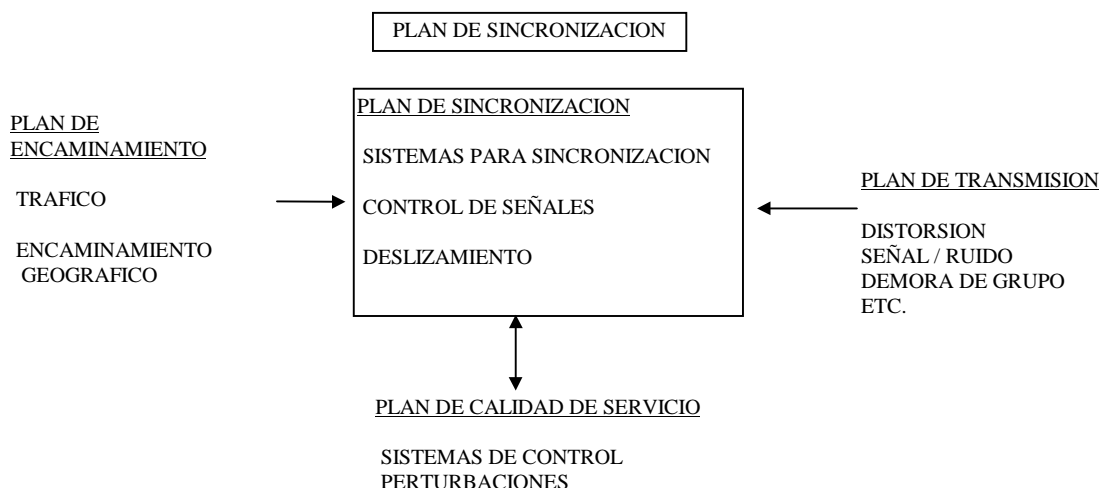 PLAN DE SINCRONIZACION
PLAN DE
ENCAMINAMIENTO
TRAFICO
ENCAMINAMIENTO
GEOGRAFICO
PLAN DE SINCRONIZACION
SISTEMAS PARA SINCRONIZACION
CONTROL DE SEÑALES
DESLIZAMIENTO
PLAN DE TRANSMISION
DISTORSION
SEÑAL / RUIDO
DEMORA DE GRUPO
ETC.
PLAN DE CALIDAD DE SERVICIO
SISTEMAS DE CONTROL
PERTURBACIONES